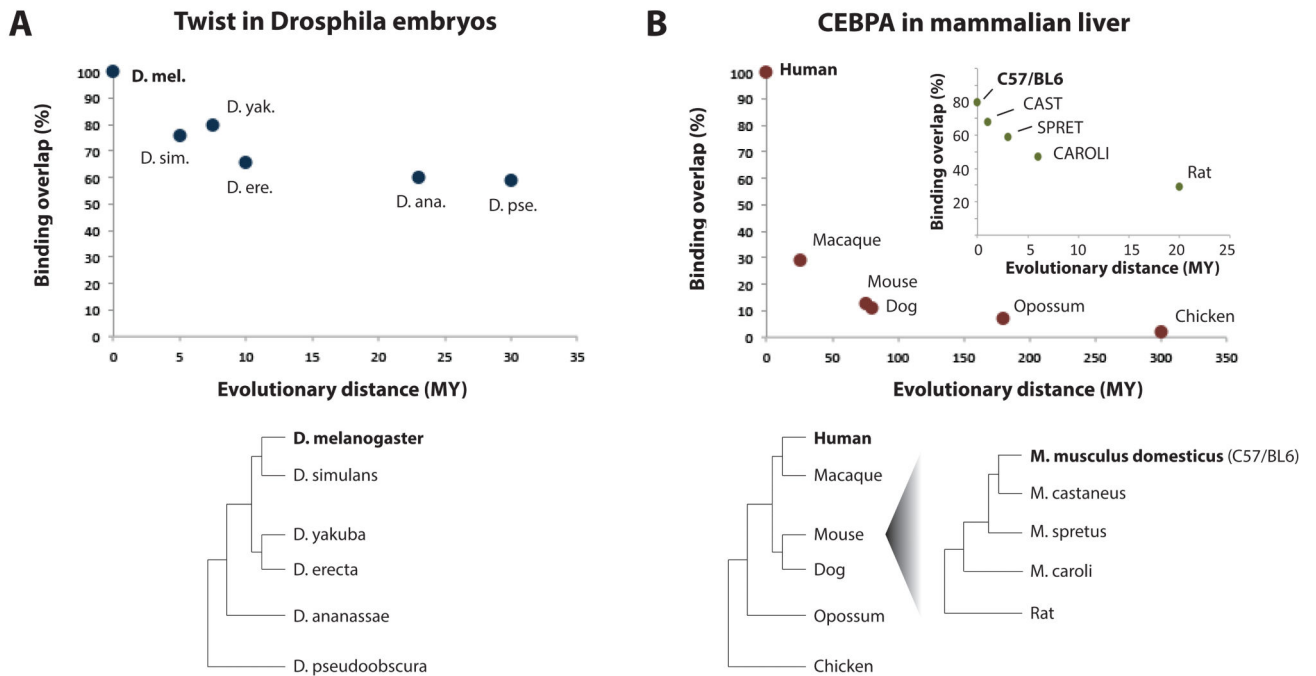 A
Twist in Drosphila embryos
Binding overlap (%)
100
90
80
70
60
50
40
30
20
10
0
D. mel.
D. yak.
D. sim.
D. ere.
D. ana.
D. pse.
0 5 10 15 20 25 30 35
Evolutionary distance (MY)
D. melanogaster
D. simulans
D. yakuba
D. erecta
D. ananassae
D. pseudoobscura
B
CEBPA in mammalian liver
Binding overlap (%)
100
90
80
70
60
50
40
30
20
10
0
Human
Macaque
Mouse
Dog
Opossum
Chicken
0 50 100 150 200 250 300 350
Evolutionary distance (MY)
Binding overlap (%)
80
60
40
20
C57/BL6
CAST
SPRET
CAROLI
Rat
0 5 10 15 20 25
Evolutionary distance (MY)
Human
Macaque
Mouse
Dog
Opossum
Chicken
M. musculus domesticus (C57/BL6)
M. castaneus
M. spretus
M. caroli
Rat